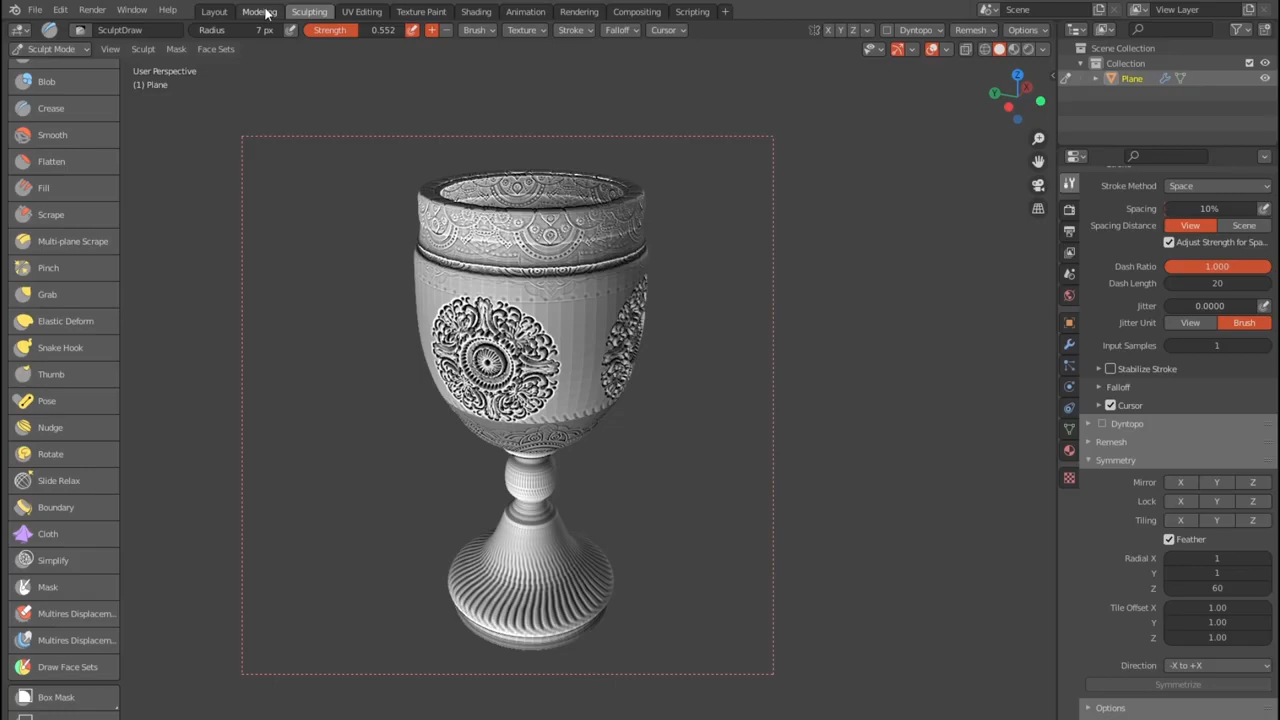 File Edit Render Window Help Layout Modeling Sculpting UV Editing Texture Paint Shading Animation Rendering Compositing Scripting + Scene View Layer
SculptDraw Radius 7 px Strength 0.552 Brush Texture Stroke Falloff Cursor X Y Z Dyntopo Remesh Options
Sculpt Mode View Sculpt Mask Face Sets
User Perspective
(1) Plane
Blob
Crease
Smooth
Flatten
Fill
Scrape
Multi-plane Scrape
Pinch
Grab
Elastic Deform
Snake Hook
Thumb
Pose
Nudge
Rotate
Slide Relax
Boundary
Cloth
Simplify
Mask
Multires Displacem...
Multires Displacem...
Draw Face Sets
Box Mask
Z
Y
X
Scene Collection
Collection
Plane
Stroke Method Space
Spacing 10%
Spacing Distance View Scene
Adjust Strength for Spa...
Dash Ratio 1.000
Dash Length 20
Jitter 0.0000
Jitter Unit View Brush
Input Samples 1
Stabilize Stroke
Falloff
Cursor
Dyntopo
Remesh
Symmetry
Mirror X Y Z
Lock X Y Z
Tiling X Y Z
Feather
Radial X 1
Y 1
Z 60
Tile Offset X 1.00
Y 1.00
Z 1.00
Direction -X to +X
Symmetrize
Options